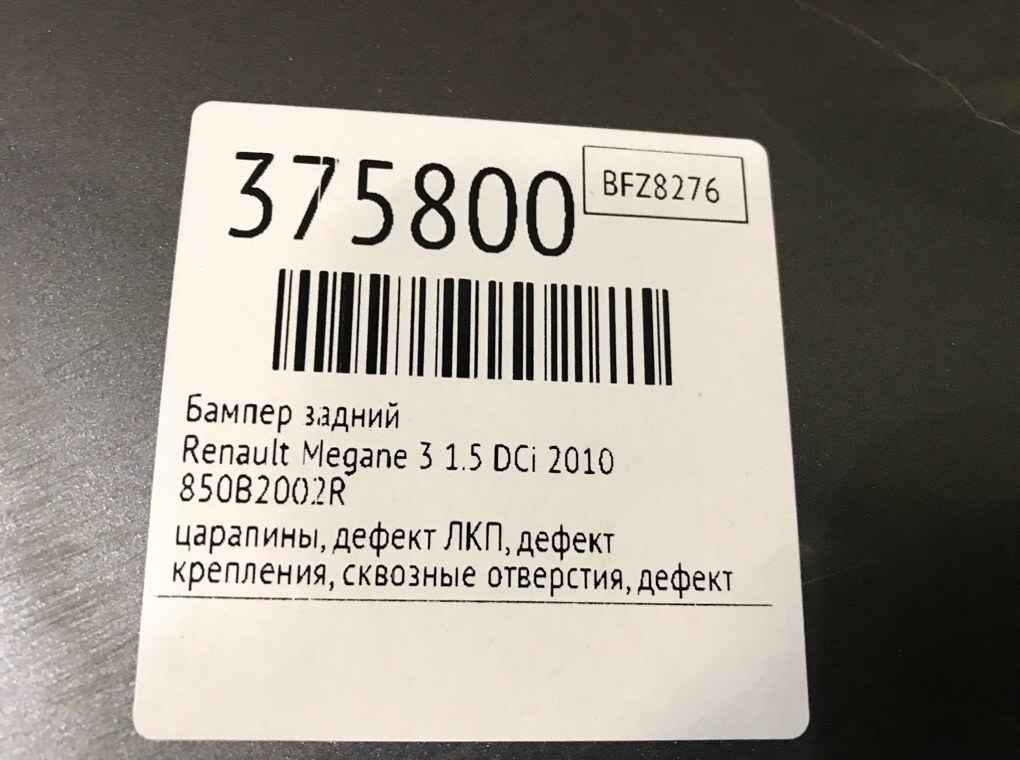 375800
BFZ8276
Бампер задний
Renault Megane 3 1.5 DCi 2010
850B2002R
царапины, дефект ЛКП, дефект
крепления, сквозные отверстия, дефект